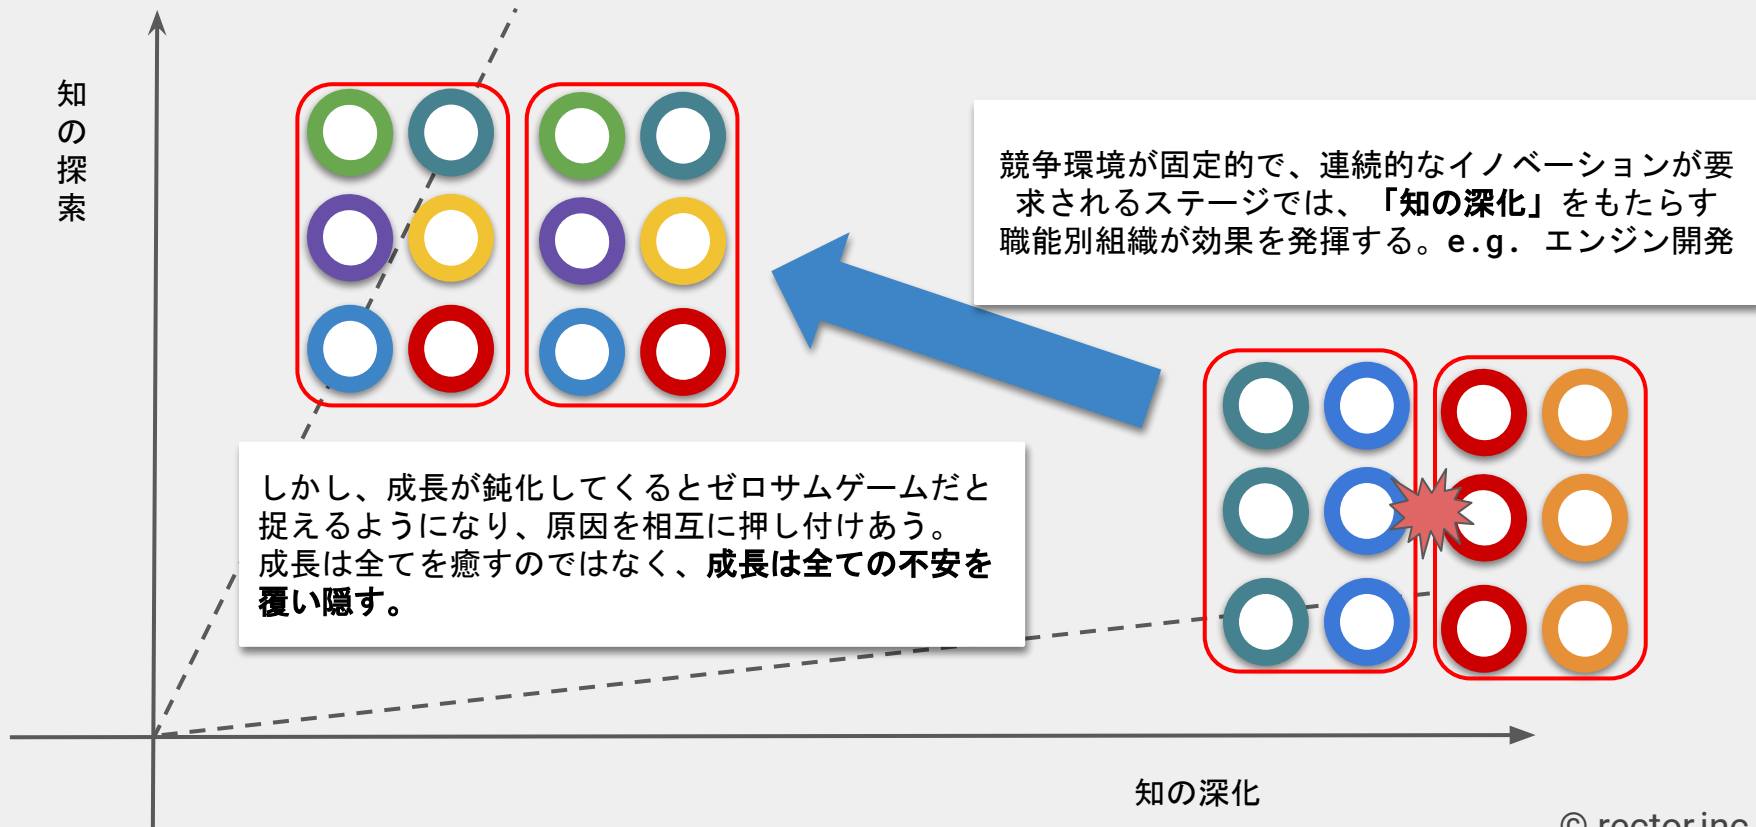 知の探索
競争環境が固定的で、連続的なイノベーションが要
求されるステージでは、「知の深化」をもたらす
職能別組織が効果を発揮する。e.g. エンジン開発
しかし、成長が鈍化してくるとゼロサムゲームだと
捉えるようになり、原因を相互に押し付けあう。
成長は全てを癒すのではなく、成長は全ての不安を
覆い隠す。
知の深化
© rector.inc